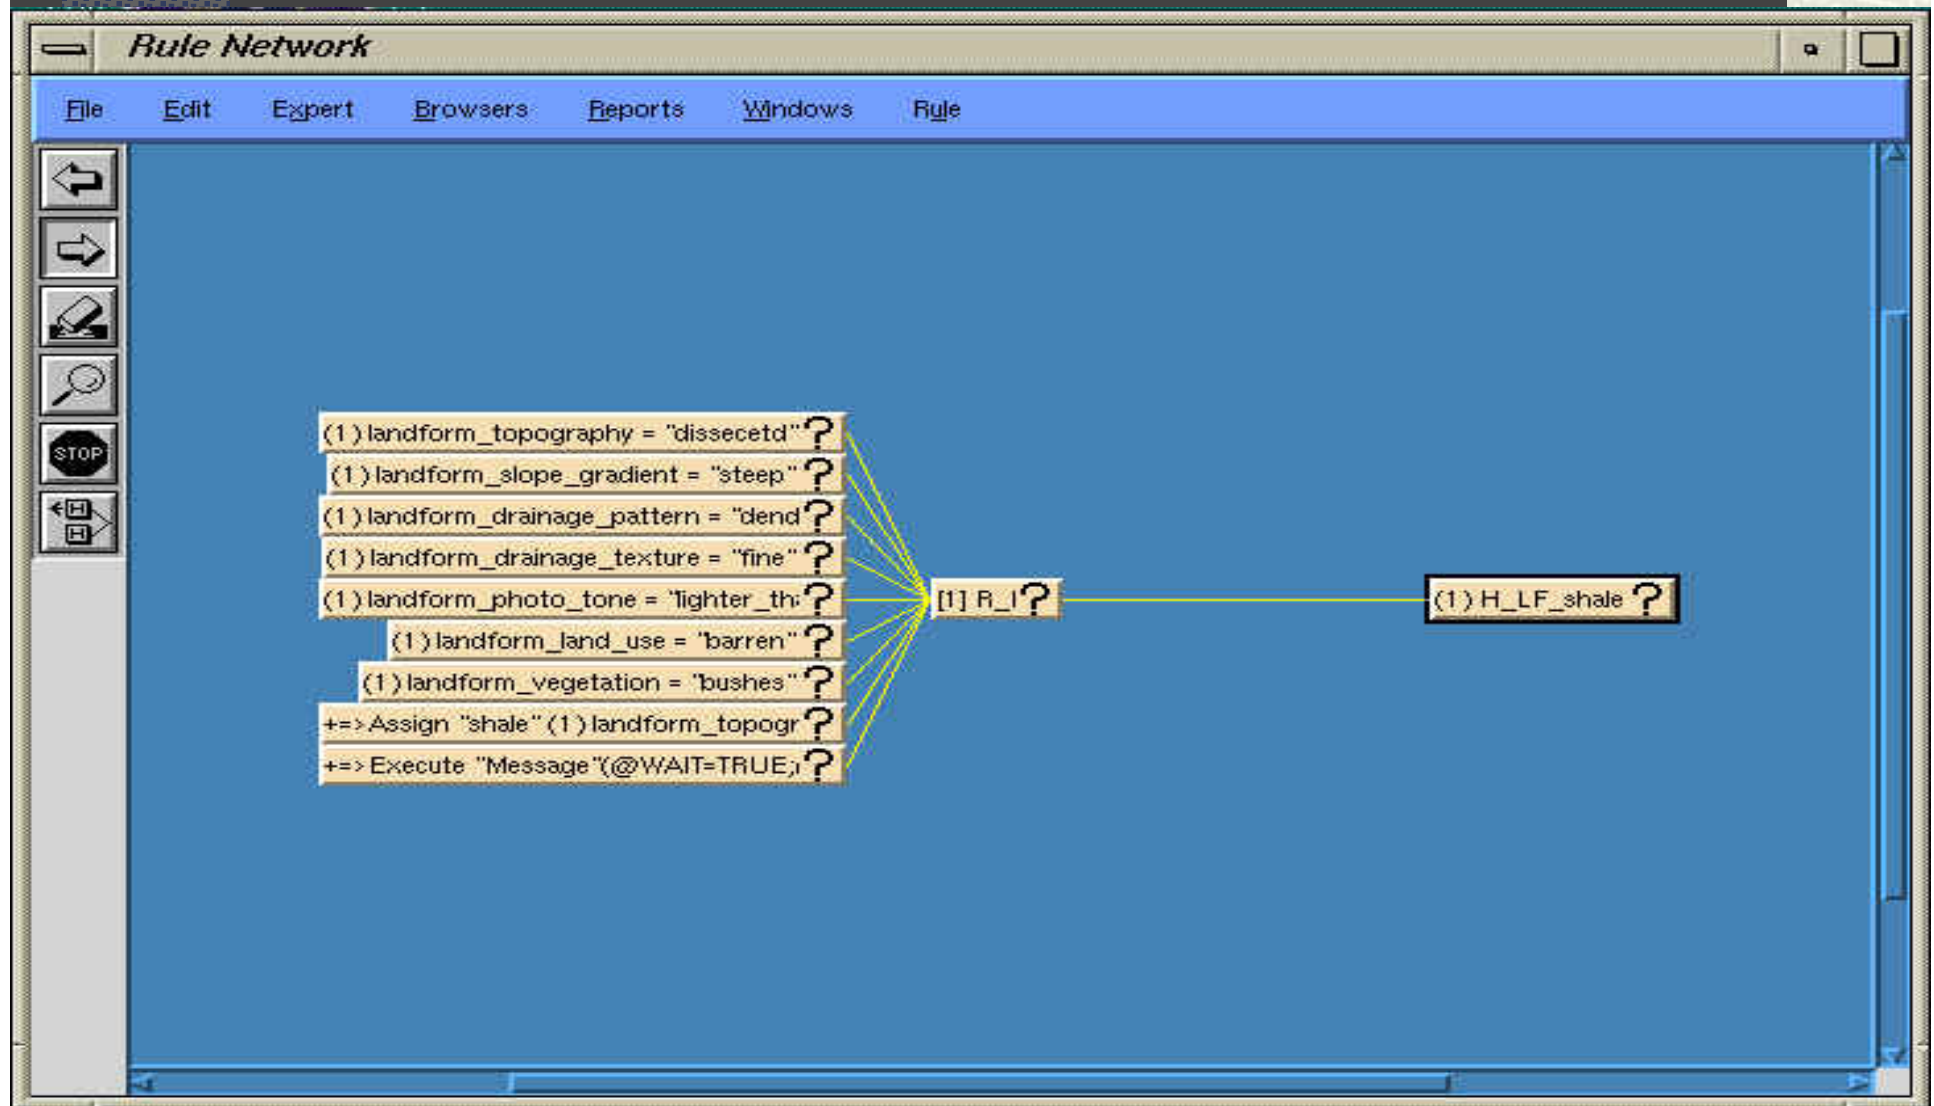 Rule Network
File Edit Expert Browsers Reports Windows Rule
STOP
H
H
(1) landform_topography = "dissecetd" ?
(1) landform_slope_gradient = "steep" ?
(1) landform_drainage_pattern = "dend ?
(1) landform_drainage_texture = "fine" ?
(1) landform_photo_tone = "lighter_tha ?
(1) landform_land_use = "barren" ?
(1) landform_vegetation = "bushes" ?
+=> Assign "shale" (1) landform_topogr ?
+=> Execute "Message"(@WAIT=TRUE; ?
[1] R_l ?
(1) H_LF_shale ?